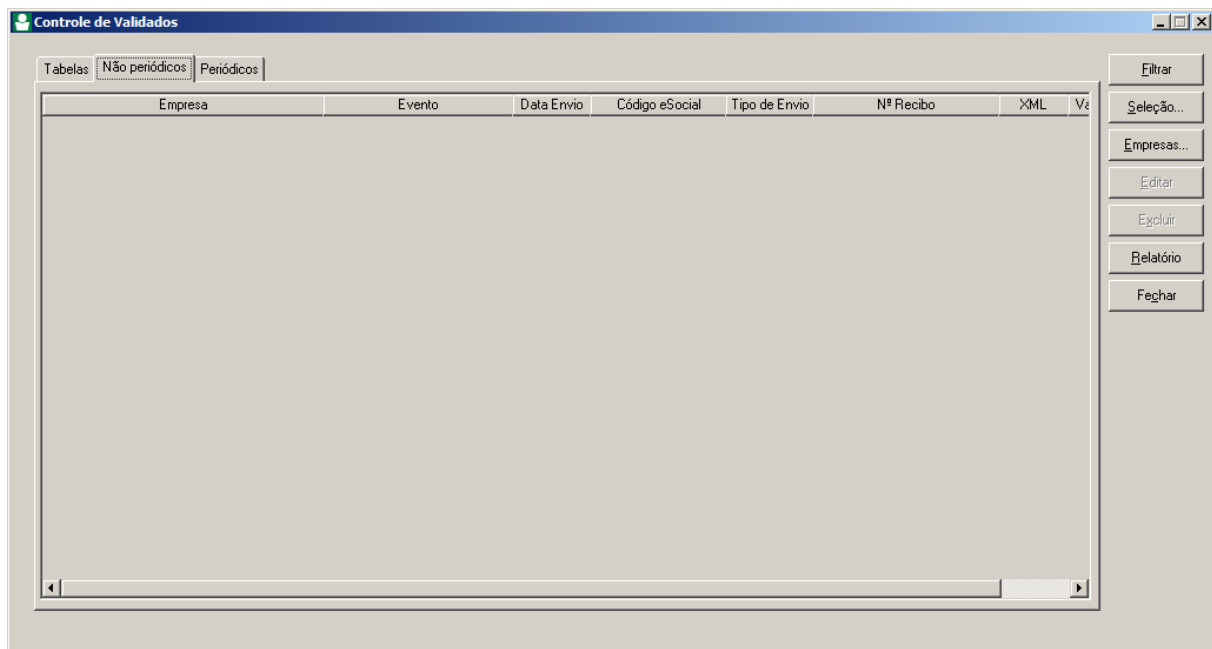 Controle de Validados
Tabelas Não periódicos Periódicos
Empresa Evento Data Envio Código eSocial Tipo de Envio Nº Recibo XML Va
Filtrar
Seleção...
Empresas...
Editar
Excluir
Relatório
Fechar